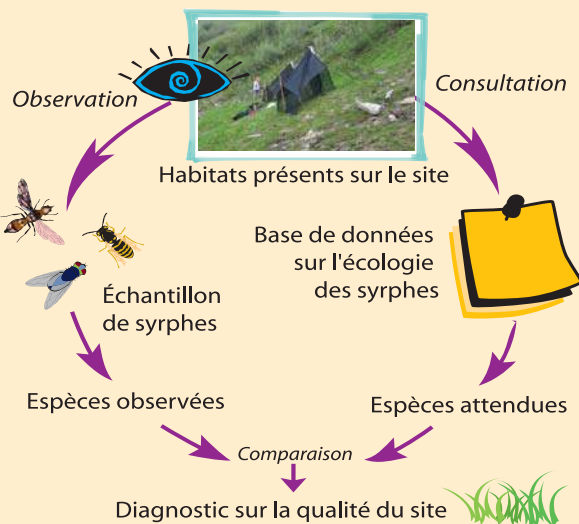 Observation
Consultation
Habitats présents sur le site
Base de données
sur l'écologie
des syrphes
Échantillon
de syrphes
Espèces observées
Espèces attendues
Comparaison
Diagnostic sur la qualité du site